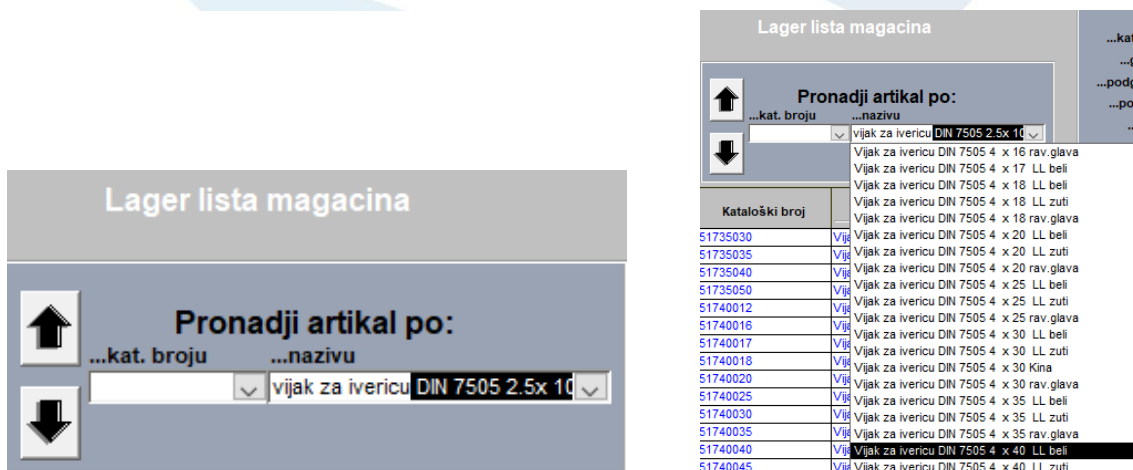 Lager lista magacina
Pronadji artikal po:
...kat. broju ...nazivu
vijak za ivericu DIN 7505 2.5x 10
Lager lista magacina
Pronadji artikal po:
...kat. broju ...nazivu
vijak za ivericu DIN 7505 2.5x 10
Vijak za ivericu DIN 7505 4 x 16 rav.glava
Vijak za ivericu DIN 7505 4 x 17 LL beli
Vijak za ivericu DIN 7505 4 x 18 LL beli
Vijak za ivericu DIN 7505 4 x 18 LL zuti
Vijak za ivericu DIN 7505 4 x 18 rav.glava
Vijak za ivericu DIN 7505 4 x 20 LL beli
Vijak za ivericu DIN 7505 4 x 20 LL zuti
Vijak za ivericu DIN 7505 4 x 20 rav.glava
Vijak za ivericu DIN 7505 4 x 25 LL beli
Vijak za ivericu DIN 7505 4 x 25 LL zuti
Vijak za ivericu DIN 7505 4 x 25 rav.glava
Vijak za ivericu DIN 7505 4 x 30 LL beli
Vijak za ivericu DIN 7505 4 x 30 LL zuti
Vijak za ivericu DIN 7505 4 x 30 Kina
Vijak za ivericu DIN 7505 4 x 30 rav.glava
Vijak za ivericu DIN 7505 4 x 35 LL beli
Vijak za ivericu DIN 7505 4 x 35 LL zuti
Vijak za ivericu DIN 7505 4 x 35 rav.glava
Vijak za ivericu DIN 7505 4 x 40 LL beli
Vijak za ivericu DIN 7505 4 x 40 LL zuti
Kataloški broj
51735030
51735035
51735040
51735050
51740012
51740016
51740017
51740018
51740020
51740025
51740030
51740035
51740040
51740045